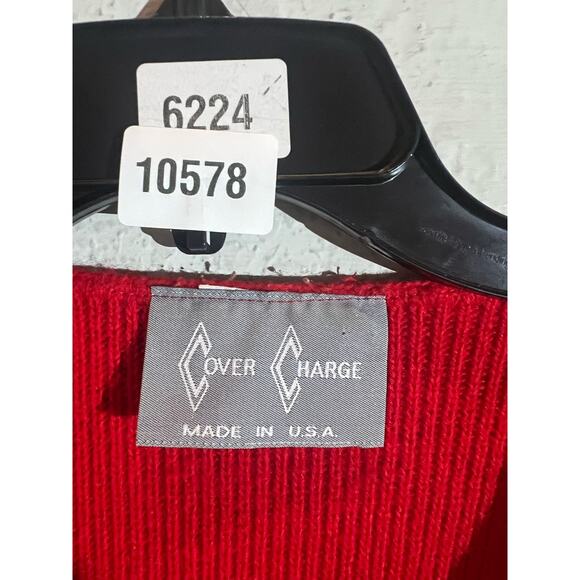 6224
10578
COVER CHARGE
MADE IN U.S.A.